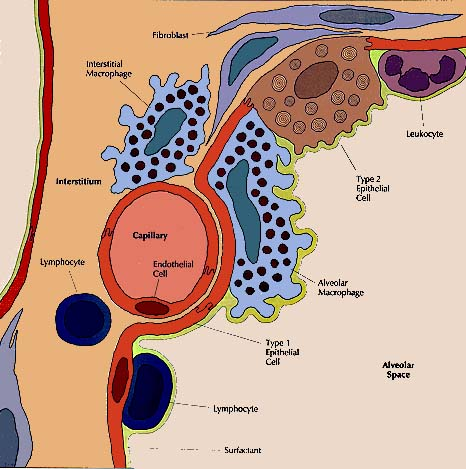 Fibroblast
Interstitial
Macrophage
Leukocyte
Type 2
Epithelial
Cell
Interstitium
Capillary
Lymphocyte
Endothelial
Cell
Alveolar
Macrophage
Type 1
Epithelial
Cell
Alveolar
Space
Lymphocyte
Surfactant